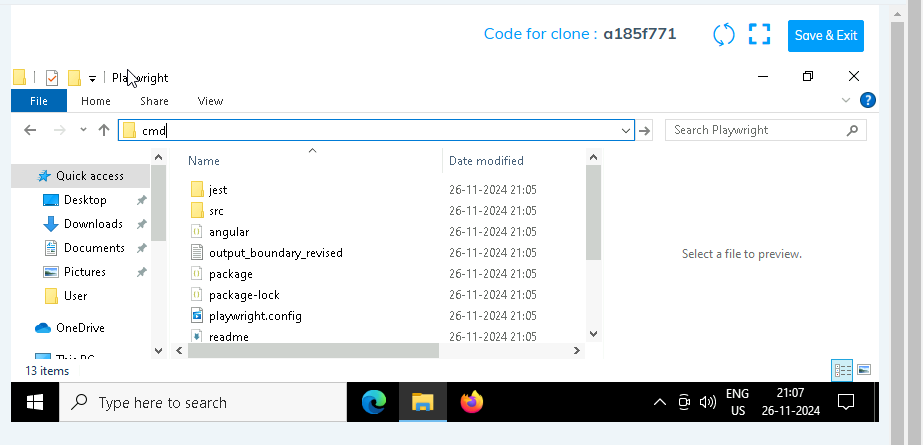 Code for clone : a185f771
Save & Exit
Playwright
File Home Share View
cmd
Search Playwright
Name Date modified
Quick access
Desktop
Downloads
Documents
Pictures
User
OneDrive
This PC
jest 26-11-2024 21:05
src 26-11-2024 21:05
angular 26-11-2024 21:05
output_boundary_revised 26-11-2024 21:05
package 26-11-2024 21:05
package-lock 26-11-2024 21:05
playwright.config 26-11-2024 21:05
readme 26-11-2024 21:05
Select a file to preview.
13 items
Type here to search
ENG
US
21:07
26-11-2024